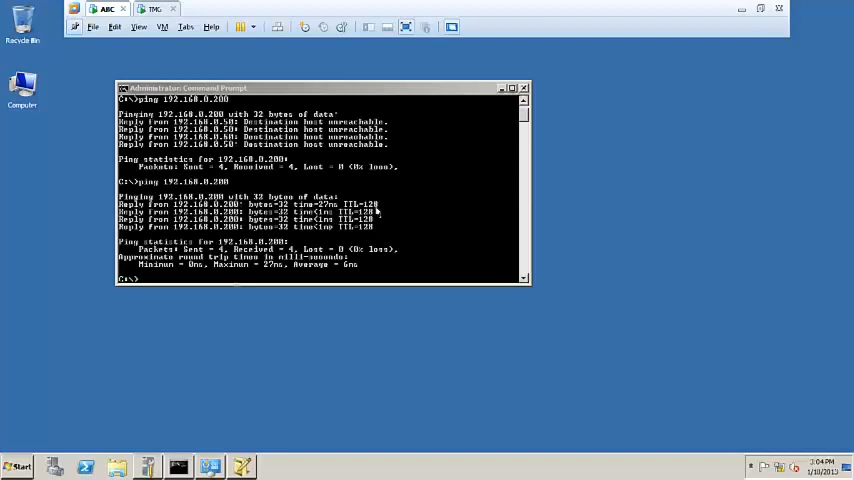 ABC
TMG
File Edit View VM Tabs Help
Recycle Bin
Computer
Administrator: Command Prompt
C:\>ping 192.168.0.200
Pinging 192.168.0.200 with 32 bytes of data:
Reply from 192.168.0.50: Destination host unreachable.
Reply from 192.168.0.50: Destination host unreachable.
Reply from 192.168.0.50: Destination host unreachable.
Reply from 192.168.0.50: Destination host unreachable.
Ping statistics for 192.168.0.200:
Packets: Sent = 4, Received = 4, Lost = 0 (0% loss),
C:\>ping 192.168.0.200
Pinging 192.168.0.200 with 32 bytes of data:
Reply from 192.168.0.200: bytes=32 time=27ms TTL=128
Reply from 192.168.0.200: bytes=32 time<1ms TTL=128
Reply from 192.168.0.200: bytes=32 time<1ms TTL=128
Reply from 192.168.0.200: bytes=32 time<1ms TTL=128
Ping statistics for 192.168.0.200:
Packets: Sent = 4, Received = 4, Lost = 0 (0% loss),
Approximate round trip times in milli-seconds:
Minimum = 0ms, Maximum = 27ms, Average = 6ms
C:\>
Start
3:04 PM
1/18/2013